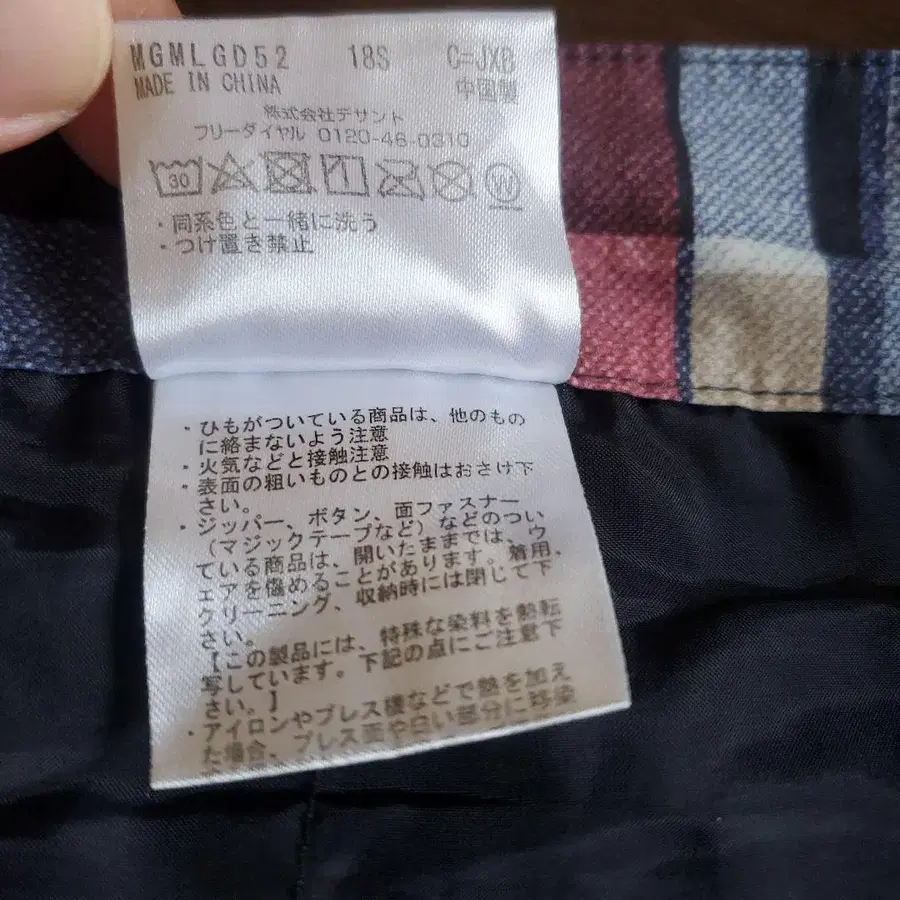 MGMLGD52 18S C=JXB
MADE IN CHINA 中国製
株式会社デサント
フリーダイヤル 0120-46-0310
30 W
・同系色と一緒に洗う
・つけ置き禁止
・ひもがついている商品は、他のもの
に絡まないよう注意
・火気などと接触注意
・表面の粗いものとの接触はおさけ下
さい。
・ジッパー、ボタン、面ファスナー
（マジックテープなど）などのつい
ている商品は、開いたままでは、ウ
ェアを傷めることがあります。着用、
クリーニング、収納時には閉じて下
さい。
【この製品には、特殊な染料を熱転
写しています。下記の点にご注意下
さい。】
・アイロンやプレス機などで熱を加え
た場合、プレス面や白い部分に移染